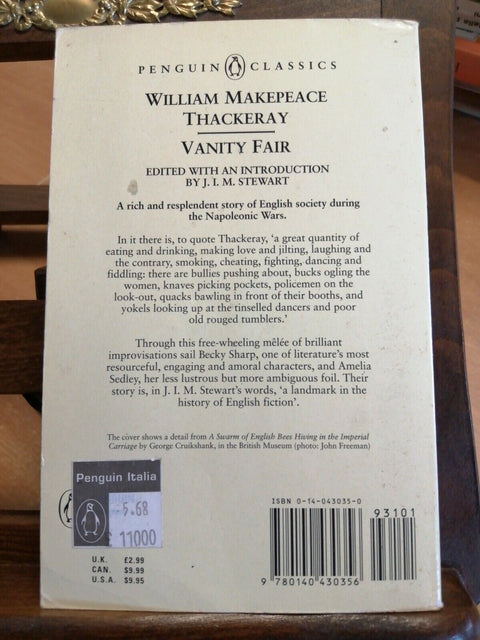 PENGUIN CLASSICS
WILLIAM MAKEPEACE
THACKERAY
VANITY FAIR
EDITED WITH AN INTRODUCTION
BY J. I. M. STEWART
A rich and resplendent story of English society during
the Napoleonic Wars.
In it there is, to quote Thackeray, ‘a great quantity of
eating and drinking, making love and jilting, laughing and
the contrary, smoking, cheating, fighting, dancing and
fiddling: there are bullies pushing about, bucks ogling the
women, knaves picking pockets, policemen on the
look-out, quacks bawling in front of their booths, and
yokels looking up at the tinselled dancers and poor
old rouged tumblers.’
Through this free-wheeling mêlée of brilliant
improvisations sail Becky Sharp, one of literature's most
resourceful, engaging and amoral characters, and Amelia
Sedley, her less lustrous but more ambiguous foil. Their
story is, in J. I. M. Stewart's words, ‘a landmark in the
history of English fiction’.
The cover shows a detail from A Swarm of English Bees Hiving in the Imperial
Carriage by George Cruikshank, in the British Museum (photo: John Freeman)
Penguin Italia
5.68
11000
U.K. £2.99
CAN. $9.99
U.S.A. $9.95
ISBN 0-14-043035-0
93101
9 780140 430356